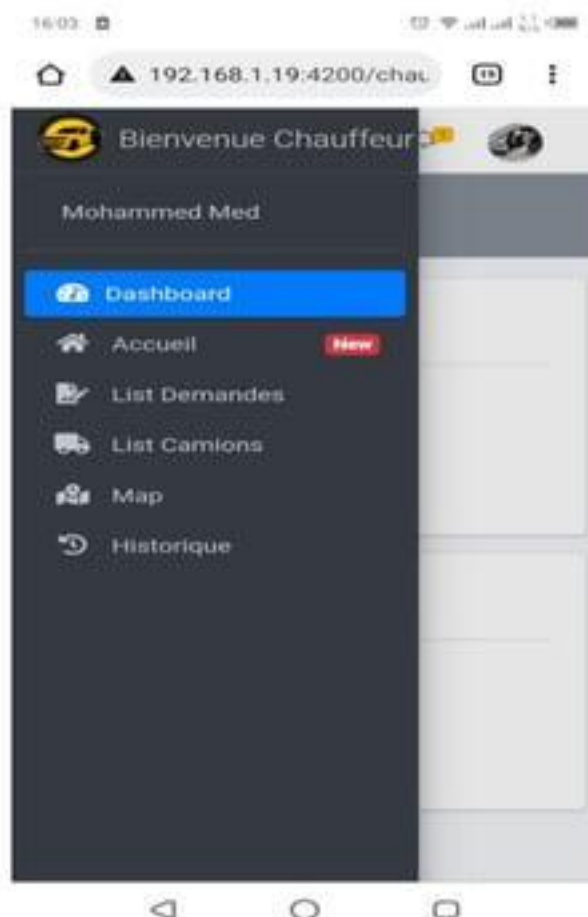 16:03
192.168.1.19:4200/chau
19
Bienvenue Chauffeur
Mohammed Med
Dashboard
Accueil New
List Demandes
List Camions
Map
Historique